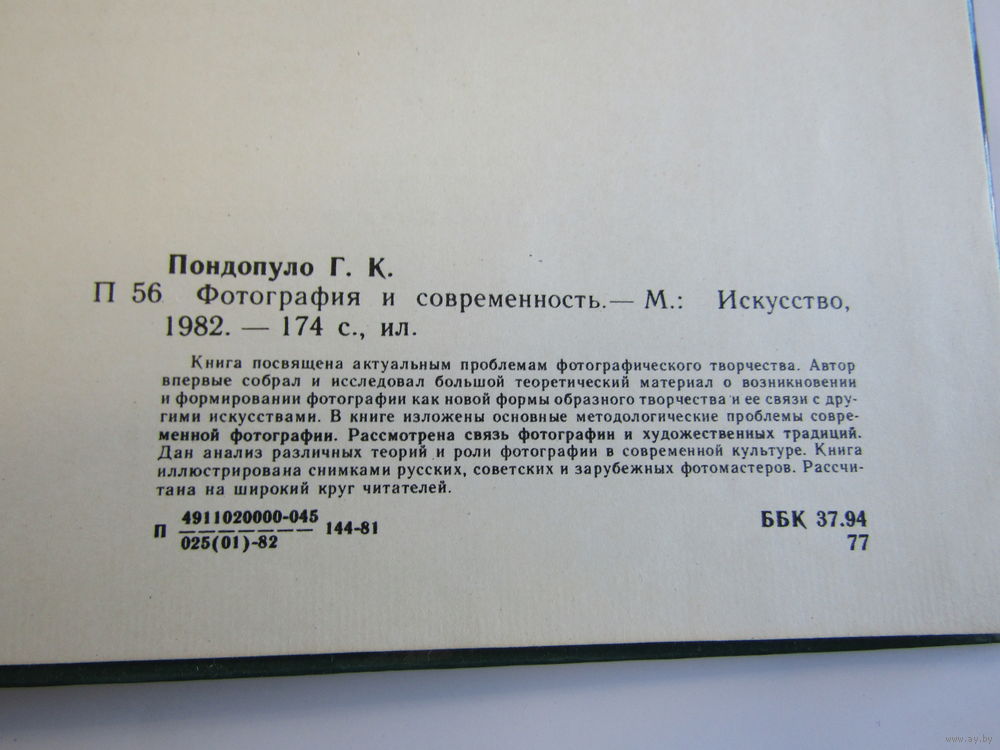 Пондопуло Г. К.
П 56 Фотография и современность.— М.: Искусство,
1982. — 174 с., ил.
Книга посвящена актуальным проблемам фотографического творчества. Автор
впервые собрал и исследовал большой теоретический материал о возникновении
и формировании фотографии как новой формы образного творчества и ее связи с дру-
гими искусствами. В книге изложены основные методологические проблемы совре-
менной фотографии. Рассмотрена связь фотографии и художественных традиций.
Дан анализ различных теорий и роли фотографии в современной культуре. Книга
иллюстрирована снимками русских, советских и зарубежных фотомастеров. Рассчи-
тана на широкий круг читателей.
П 4911020000-045 144-81
025(01)-82
ББК 37.94
77
www.ay.by